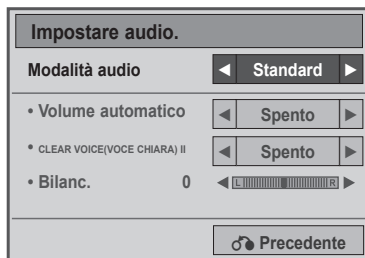 Impostare audio.
Modalità audio ◀ Standard ▶
• Volume automatico ◀ Spento ▶
• CLEAR VOICE(VOCE CHIARA) II ◀ Spento ▶
• Bilanc. 0 ◀ L R ▶
Precedente